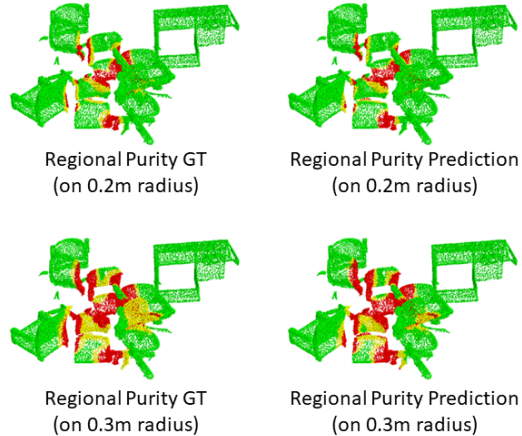 Regional Purity GT
(on 0.2m radius)
Regional Purity Prediction
(on 0.2m radius)
Regional Purity GT
(on 0.3m radius)
Regional Purity Prediction
(on 0.3m radius)